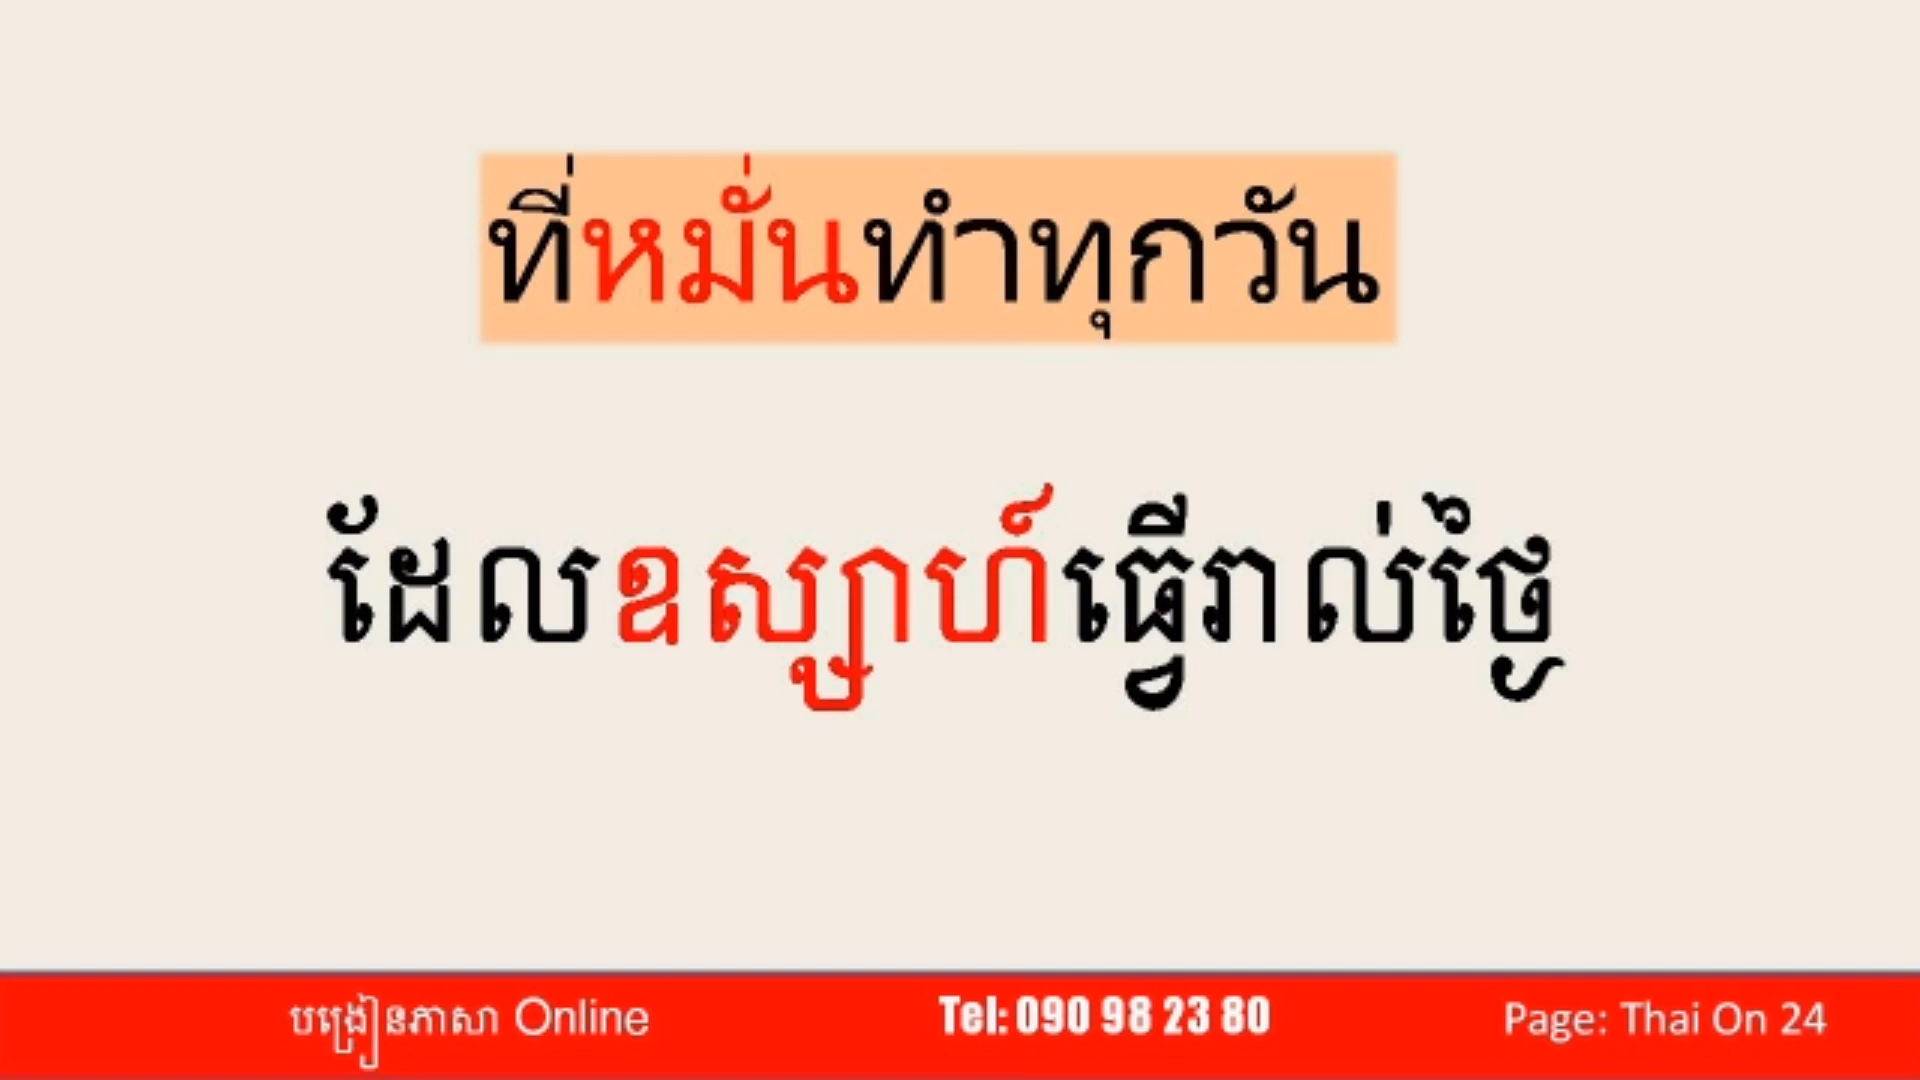 ที่หมั่นทำทุกวัน
ដែលឧស្សាហ៍ធ្វើរាល់ថ្ងៃ
បង្រៀនភាសា Online
Tel: 090 98 23 80
Page: Thai On 24